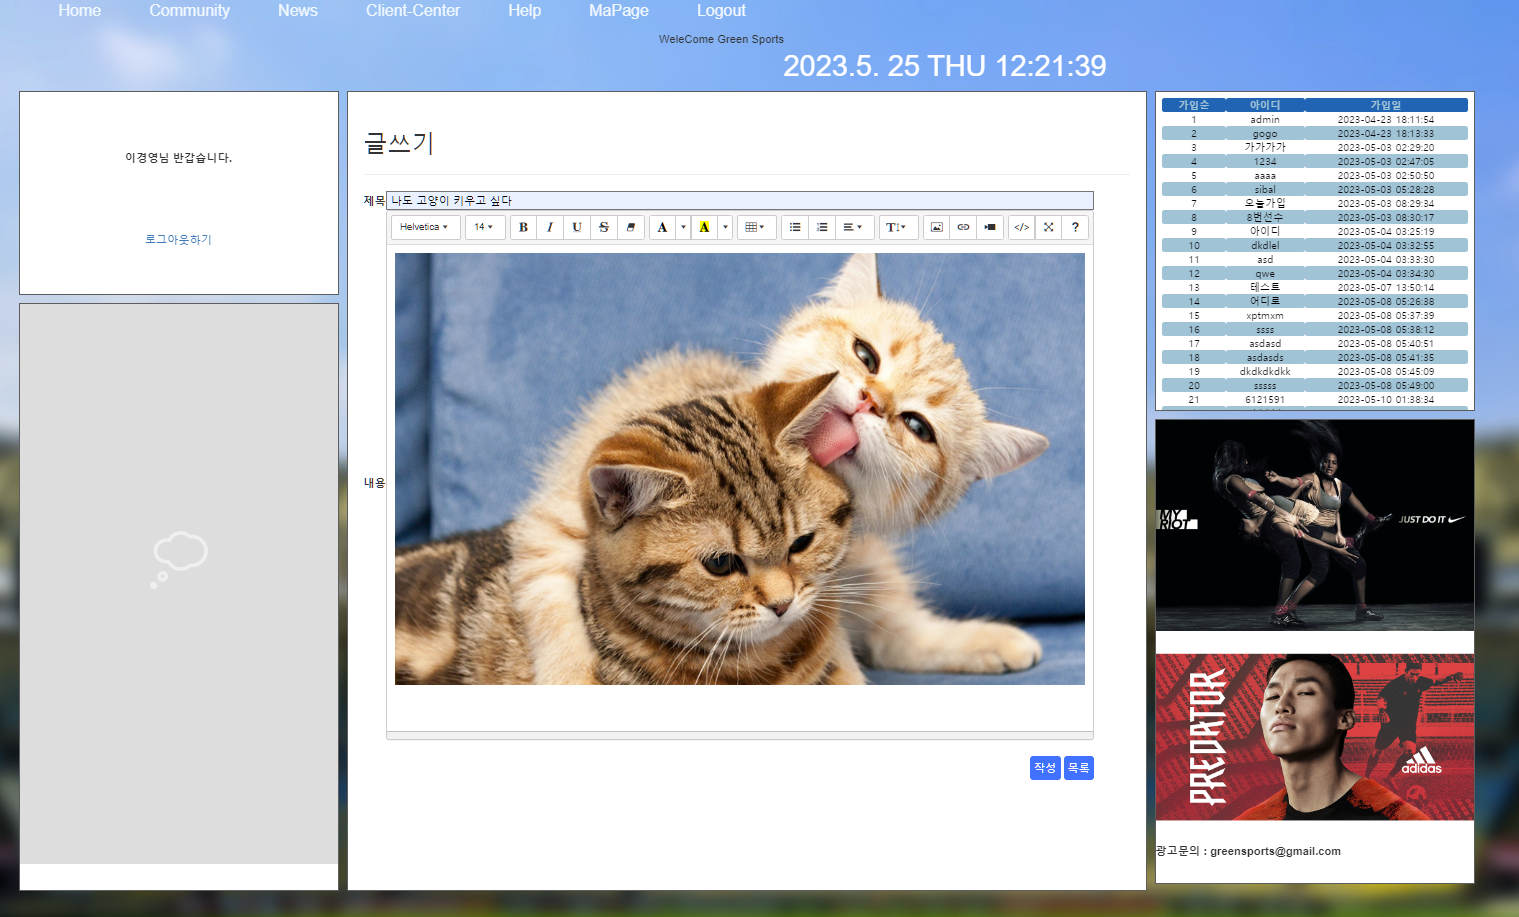 Home Community News Client-Center Help MaPage Logout
WeleCome Green Sports
2023.5. 25 THU 12:21:39
이경영님 반갑습니다.
로그아웃하기
글쓰기
제목 나도 고양이 키우고 싶다
Helvetica 14 B I U S A A T </> ?
내용
작성 목록
가입순 아이디 가입일
1 admin 2023-04-23 18:11:54
2 gogo 2023-04-23 18:13:33
3 가가가가 2023-05-03 02:29:20
4 1234 2023-05-03 02:47:05
5 aaaa 2023-05-03 02:50:50
6 sibal 2023-05-03 05:28:28
7 오늘가입 2023-05-03 08:29:34
8 8번선수 2023-05-03 08:30:17
9 아이디 2023-05-04 03:25:19
10 dkdlel 2023-05-04 03:32:55
11 asd 2023-05-04 03:33:30
12 qwe 2023-05-04 03:34:30
13 테스트 2023-05-07 13:50:14
14 어디로 2023-05-08 05:26:38
15 xptmxm 2023-05-08 05:37:39
16 ssss 2023-05-08 05:38:12
17 asdasd 2023-05-08 05:40:51
18 asdasds 2023-05-08 05:41:35
19 dkdkdkdkk 2023-05-08 05:45:09
20 sssss 2023-05-08 05:49:00
21 6121591 2023-05-10 01:38:34
MY
RIOT
JUST DO IT
PREDATOR
adidas
광고문의 : greensports@gmail.com